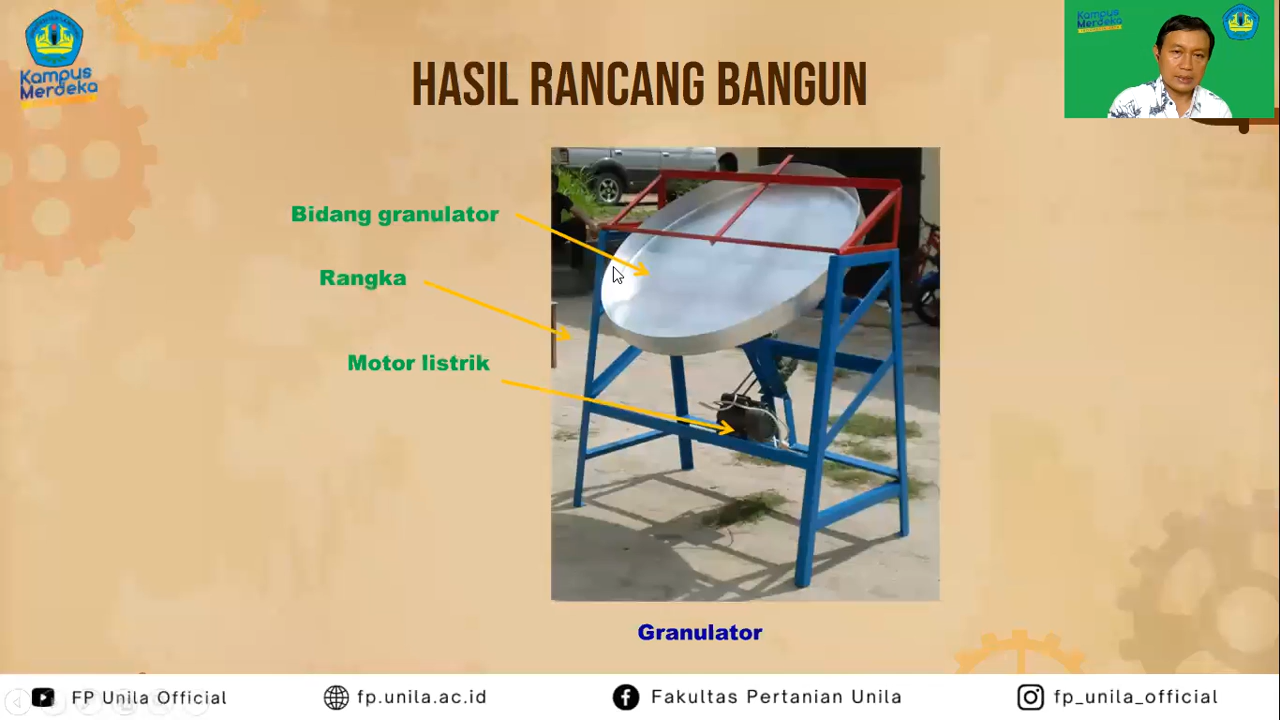 Kampus
Merdeka
HASIL RANCANG BANGUN
Kampus
Merdeka
Bidang granulator
Rangka
Motor listrik
Granulator
FP Unila Official
fp.unila.ac.id
Fakultas Pertanian Unila
fp_unila_official